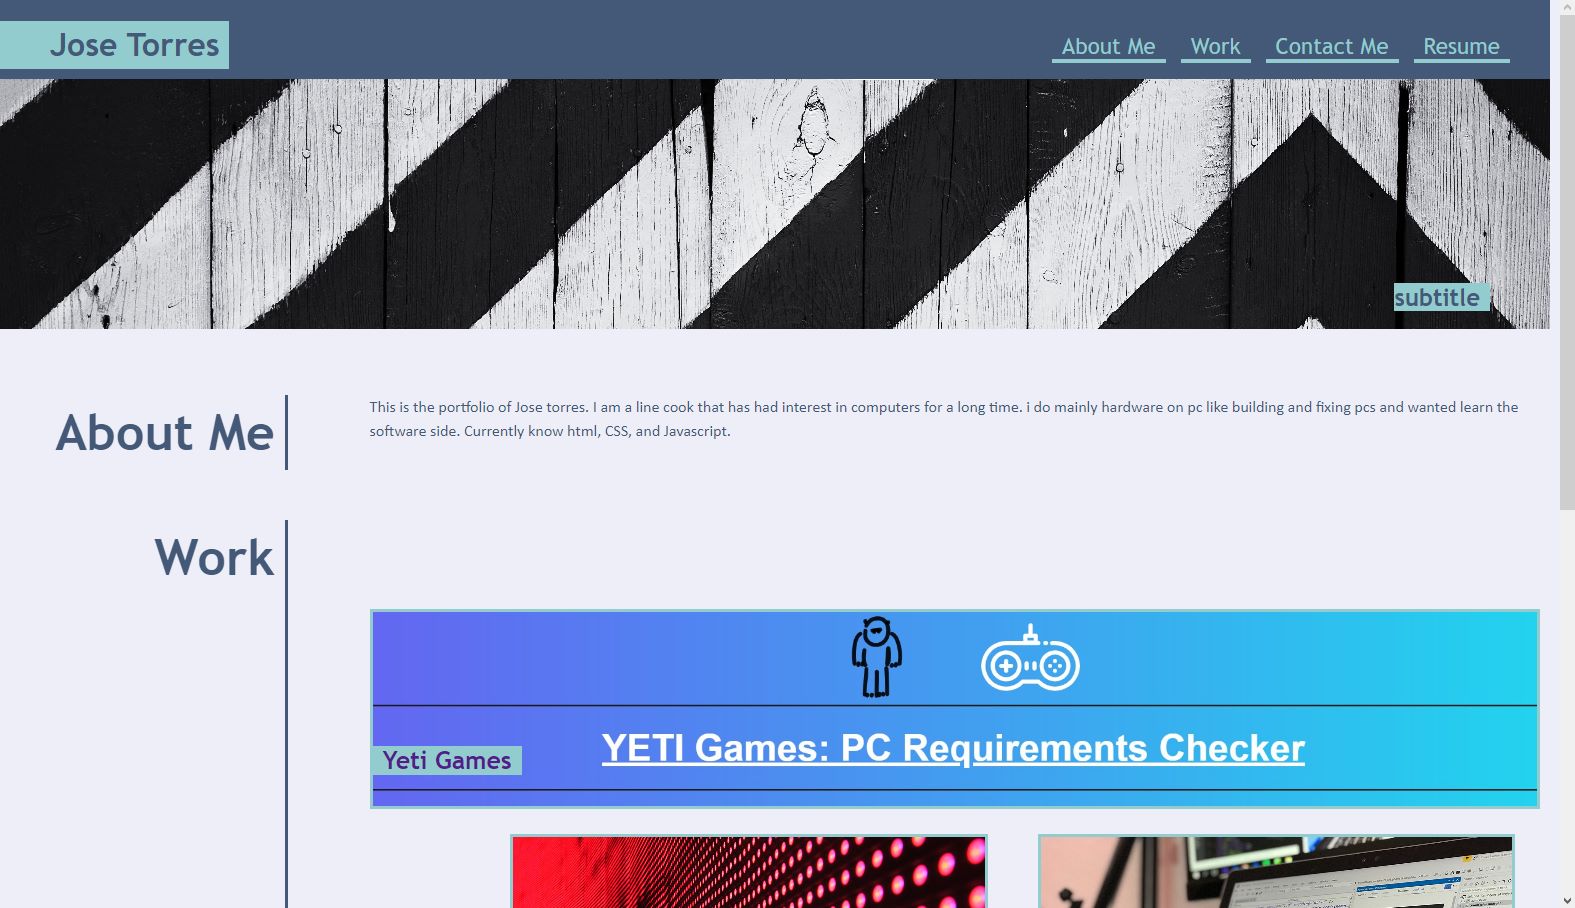 Jose Torres
About Me
Work
Contact Me
Resume
subtitle
About Me
This is the portfolio of Jose torres. I am a line cook that has had interest in computers for a long time. i do mainly hardware on pc like building and fixing pcs and wanted learn the
software side. Currently know html, CSS, and Javascript.
Work
YETI Games: PC Requirements Checker
Yeti Games